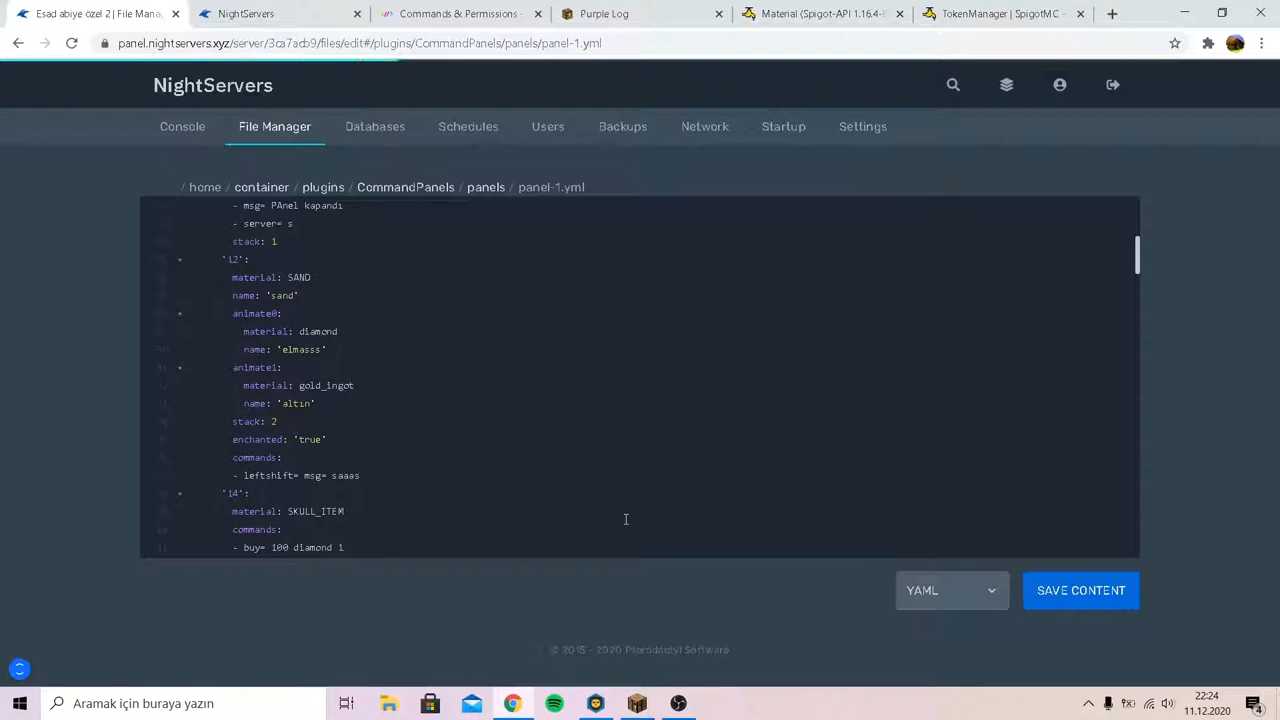 Esad abiye özel 2 | File Mana
NightServers
Commands & Permissions -
Purple Log
Material (Spigot-API 1.16.4-
TokenManager | SpigotMC -
panel.nightservers.xyz/server/3ca7acb9/files/edit#/plugins/CommandPanels/panels/panel-1.yml
NightServers
Console File Manager Databases Schedules Users Backups Network Startup Settings
/ home / container / plugins / CommandPanels / panels / panel-1.yml
- msg= PAnel kapandi
- server= s
stack: 1
'12':
material: SAND
name: 'sand'
animate0:
material: diamond
name: 'elmasss'
animate1:
material: gold_ingot
name: 'altin'
stack: 2
enchanted: 'true'
commands:
- leftshift= msg= saaas
'14':
material: SKULL_ITEM
commands:
- buy= 100 diamond 1
YAML
SAVE CONTENT
© 2015 - 2020 Pterodactyl Software
Aramak için buraya yazın
22:24
11.12.2020
4